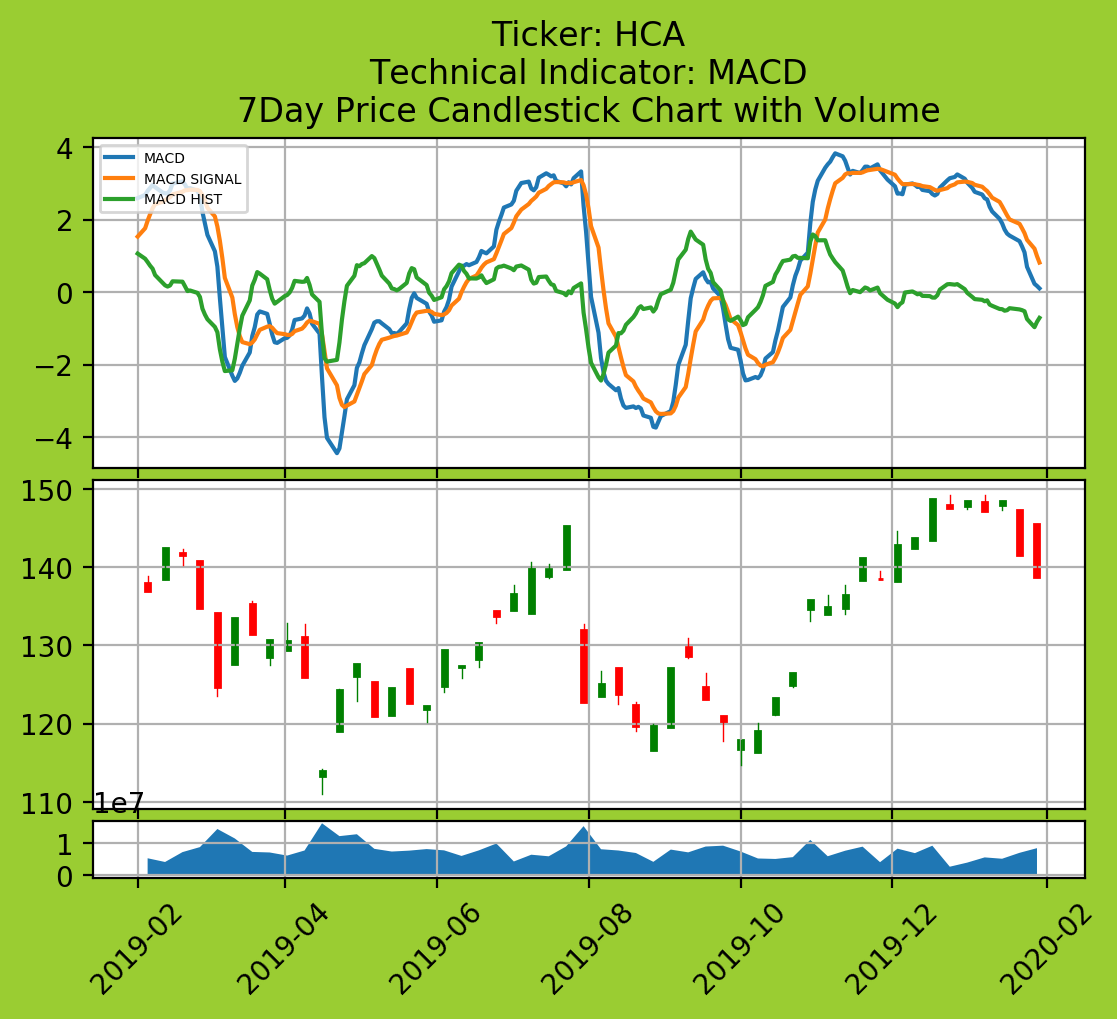 Ticker: HCA
Technical Indicator: MACD
7Day Price Candlestick Chart with Volume
MACD
MACD SIGNAL
MACD HIST
4
2
0
−2
−4
150
140
130
120
110
1e7
1
0
2019-02
2019-04
2019-06
2019-08
2019-10
2019-12
2020-02